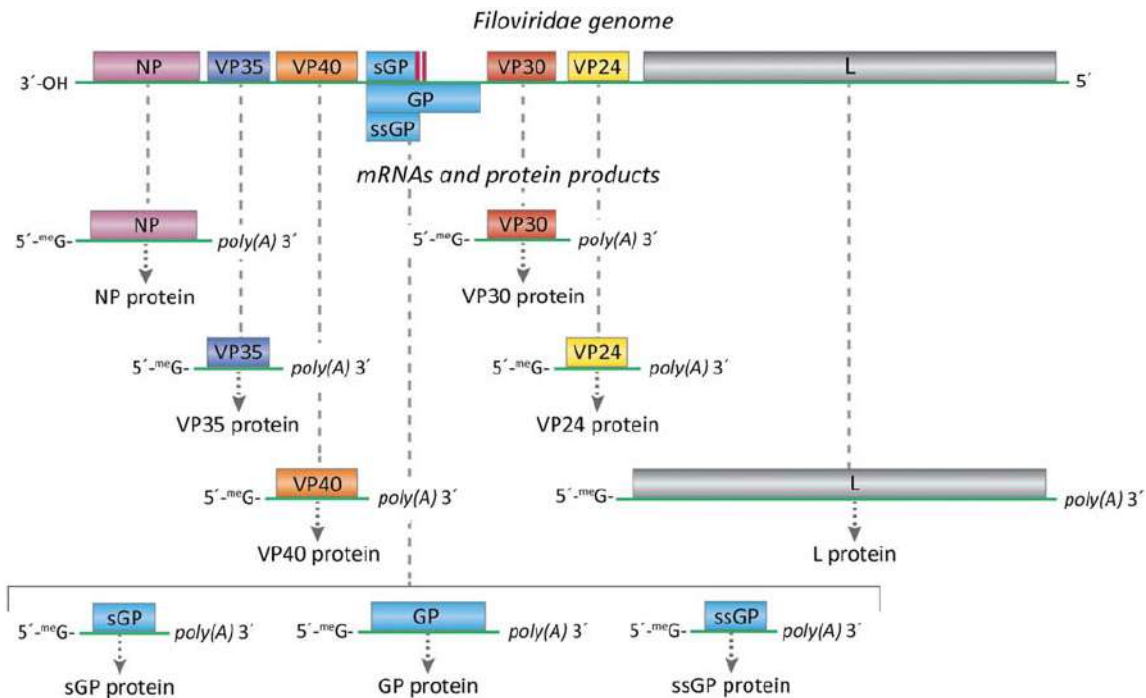 Filoviridae genome
NP VP35 VP40 sGP VP30 VP24 L
3´-OH 5´
GP
ssGP
mRNAs and protein products
NP VP30
5´-ᵐᵉG- poly(A) 3´ 5´-ᵐᵉG- poly(A) 3´
NP protein VP30 protein
VP35 VP24
5´-ᵐᵉG- poly(A) 3´ 5´-ᵐᵉG- poly(A) 3´
VP35 protein VP24 protein
VP40 L
5´-ᵐᵉG- poly(A) 3´ 5´-ᵐᵉG- poly(A) 3´
VP40 protein L protein
sGP GP ssGP
5´-ᵐᵉG- poly(A) 3´ 5´-ᵐᵉG- poly(A) 3´ 5´-ᵐᵉG- poly(A) 3´
sGP protein GP protein ssGP protein